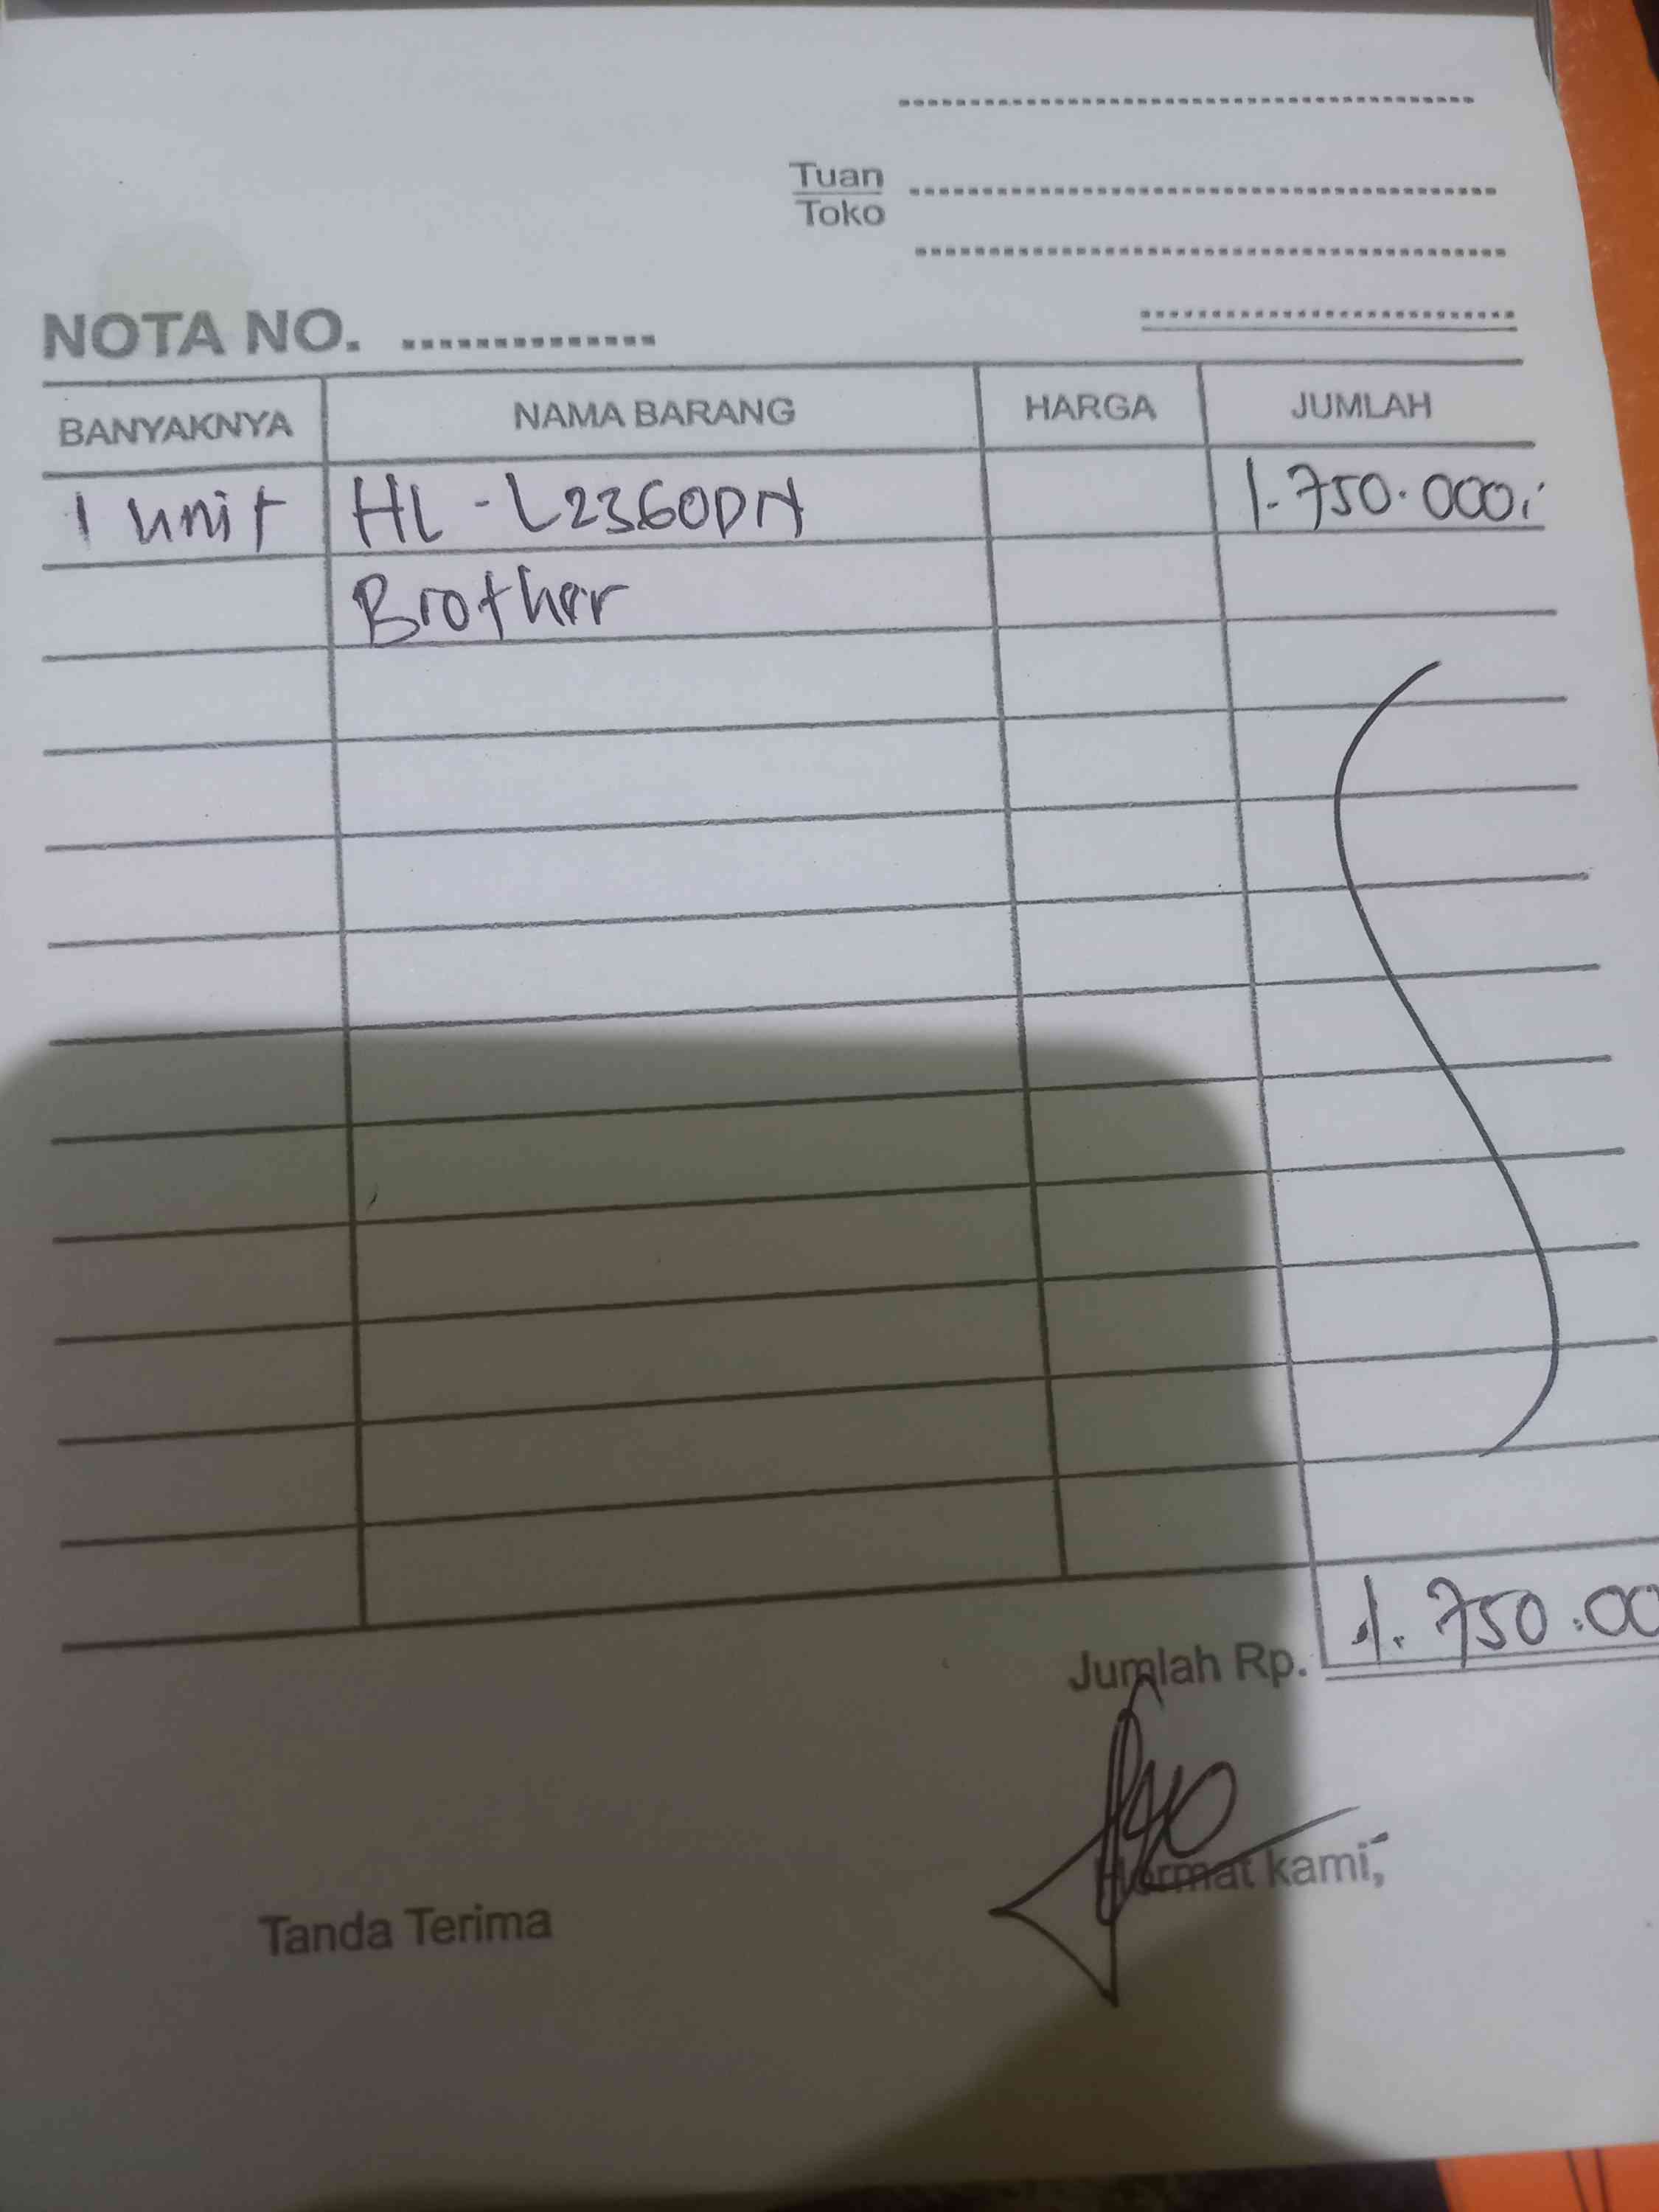 Tuan
Toko
NOTA NO.
BANYAKNYA NAMA BARANG HARGA JUMLAH
1 unit HL - L2360DN 1.750.000,
Brother
Jumlah Rp. 1.750.00
Tanda Terima Hormat kami,